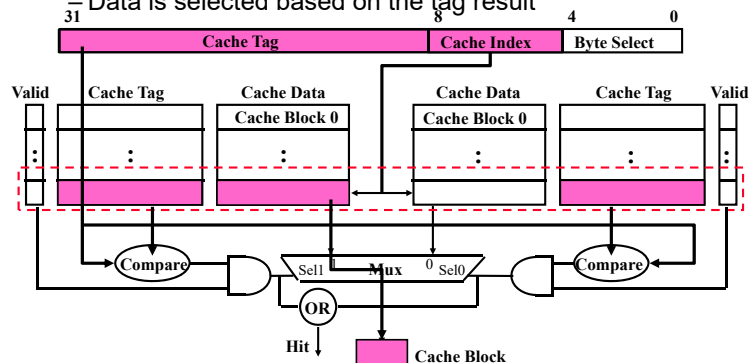 – Data is selected based on the tag result
31 8 4 0
Cache Tag Cache Index Byte Select
Valid Cache Tag Cache Data Cache Data Cache Tag Valid
Cache Block 0 Cache Block 0
: : : : : :
Compare Sel1 1 Mux 0 Sel0 Compare
OR
Hit
Cache Block